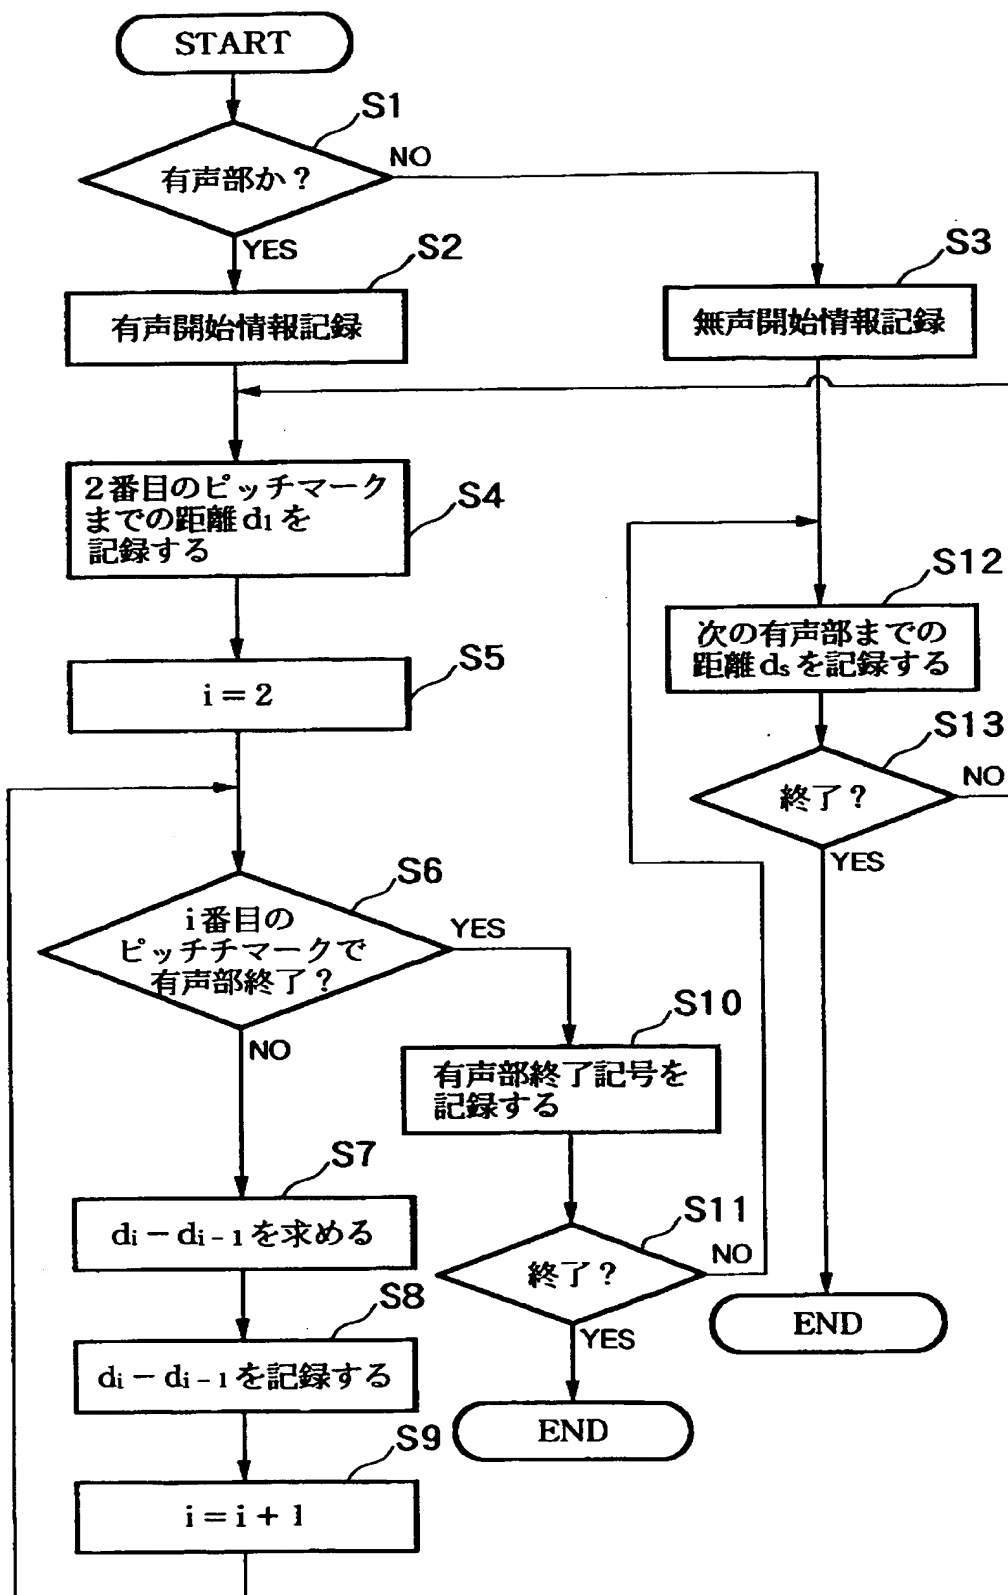 START
S1
有声部か?
NO
YES
S2
有声開始情報記録
S3
無声開始情報記録
2番目のピッチマーク
までの距離d1を
記録する
S4
S12
次の有声部までの
距離dsを記録する
S5
i=2
S13
終了?
NO
YES
S6
i番目の
ピッチチマークで
有声部終了?
YES
NO
S10
有声部終了記号を
記録する
S7
di-di-1を求める
S11
終了?
NO
YES
END
S8
di-di-1を記録する
END
S9
i=i+1